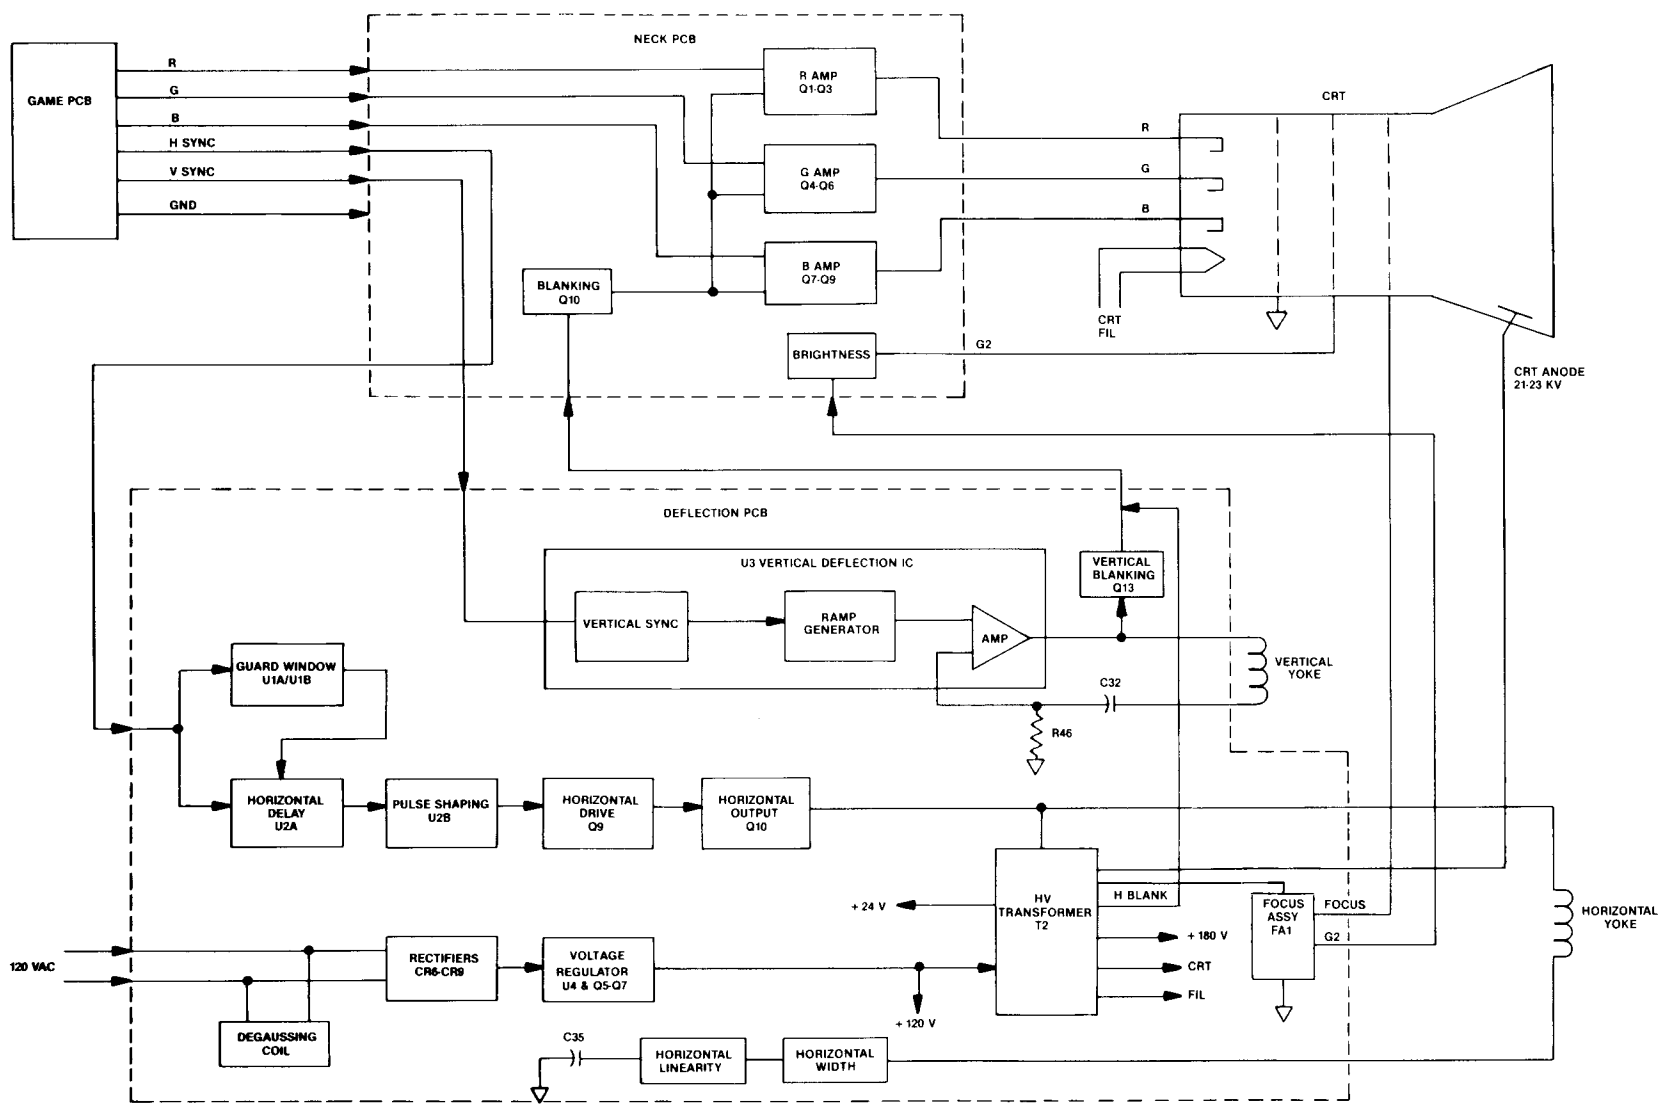 NECK PCB
GAME PCB
R
G
B
H SYNC
V SYNC
GND
R AMP
Q1-Q3
G AMP
Q4-Q6
B AMP
Q7-Q9
BLANKING
Q10
BRIGHTNESS
G2
CRT
R
G
B
CRT
FIL
CRT ANODE
21-23 KV
DEFLECTION PCB
U3 VERTICAL DEFLECTION IC
VERTICAL SYNC
RAMP
GENERATOR
AMP
VERTICAL
BLANKING
Q13
VERTICAL
YOKE
C32
R46
GUARD WINDOW
U1A/U1B
HORIZONTAL
DELAY
U2A
PULSE SHAPING
U2B
HORIZONTAL
DRIVE
Q9
HORIZONTAL
OUTPUT
Q10
HV
TRANSFORMER
T2
H BLANK
+ 24 V
+ 180 V
CRT
FIL
FOCUS
ASSY
FA1
FOCUS
G2
HORIZONTAL
YOKE
120 VAC
RECTIFIERS
CR6-CR9
VOLTAGE
REGULATOR
U4 & Q5-Q7
+ 120 V
DEGAUSSING
COIL
C35
HORIZONTAL
LINEARITY
HORIZONTAL
WIDTH